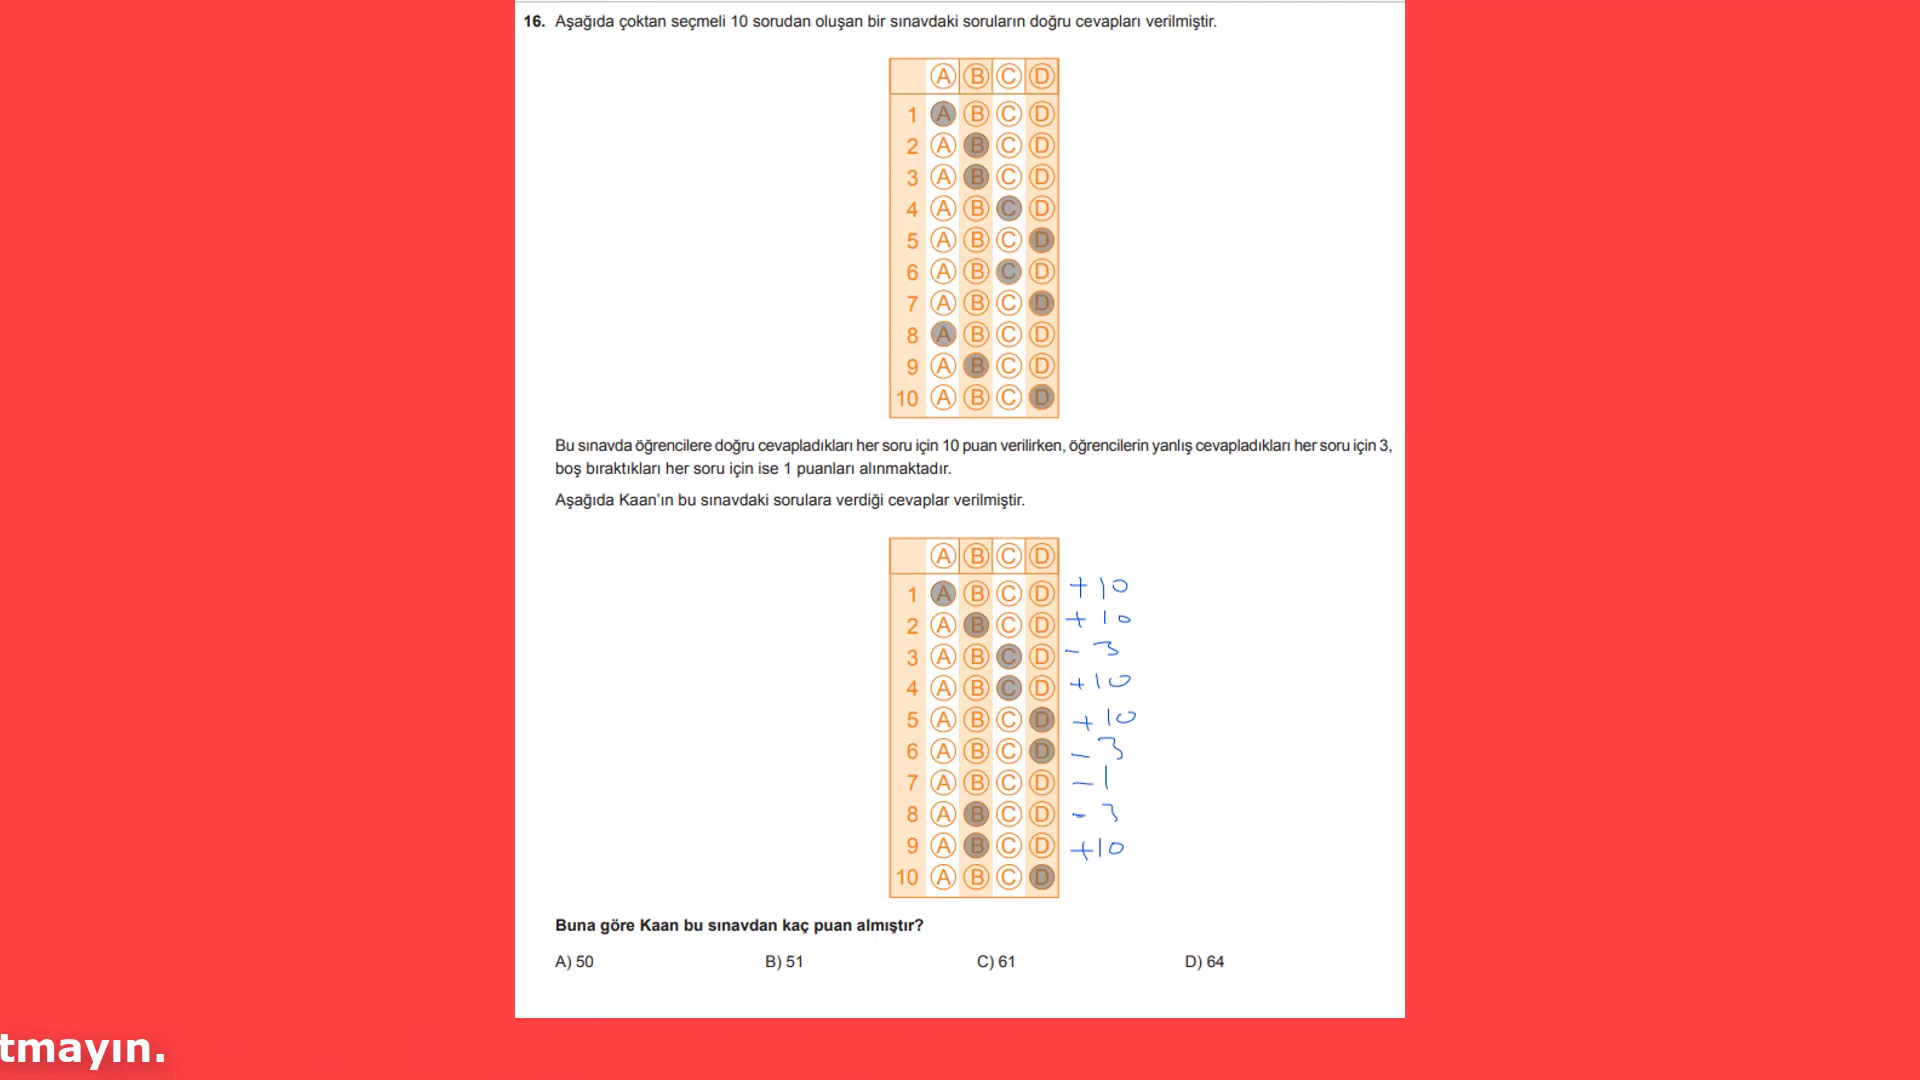 16. Aşağıda çoktan seçmeli 10 sorudan oluşan bir sınavdaki soruların doğru cevapları verilmiştir.
A B C D
1 A B C D
2 A B C D
3 A B C D
4 A B C D
5 A B C D
6 A B C D
7 A B C D
8 A B C D
9 A B C D
10 A B C D
Bu sınavda öğrencilere doğru cevapladıkları her soru için 10 puan verilirken, öğrencilerin yanlış cevapladıkları her soru için 3,
boş bıraktıkları her soru için ise 1 puanları alınmaktadır.
Aşağıda Kaan'ın bu sınavdaki sorulara verdiği cevaplar verilmiştir.
A B C D
1 A B C D +10
2 A B C D +10
3 A B C D -3
4 A B C D +10
5 A B C D +10
6 A B C D -3
7 A B C D -1
8 A B C D -3
9 A B C D +10
10 A B C D
Buna göre Kaan bu sınavdan kaç puan almıştır?
A) 50 B) 51 C) 61 D) 64
tmayın.